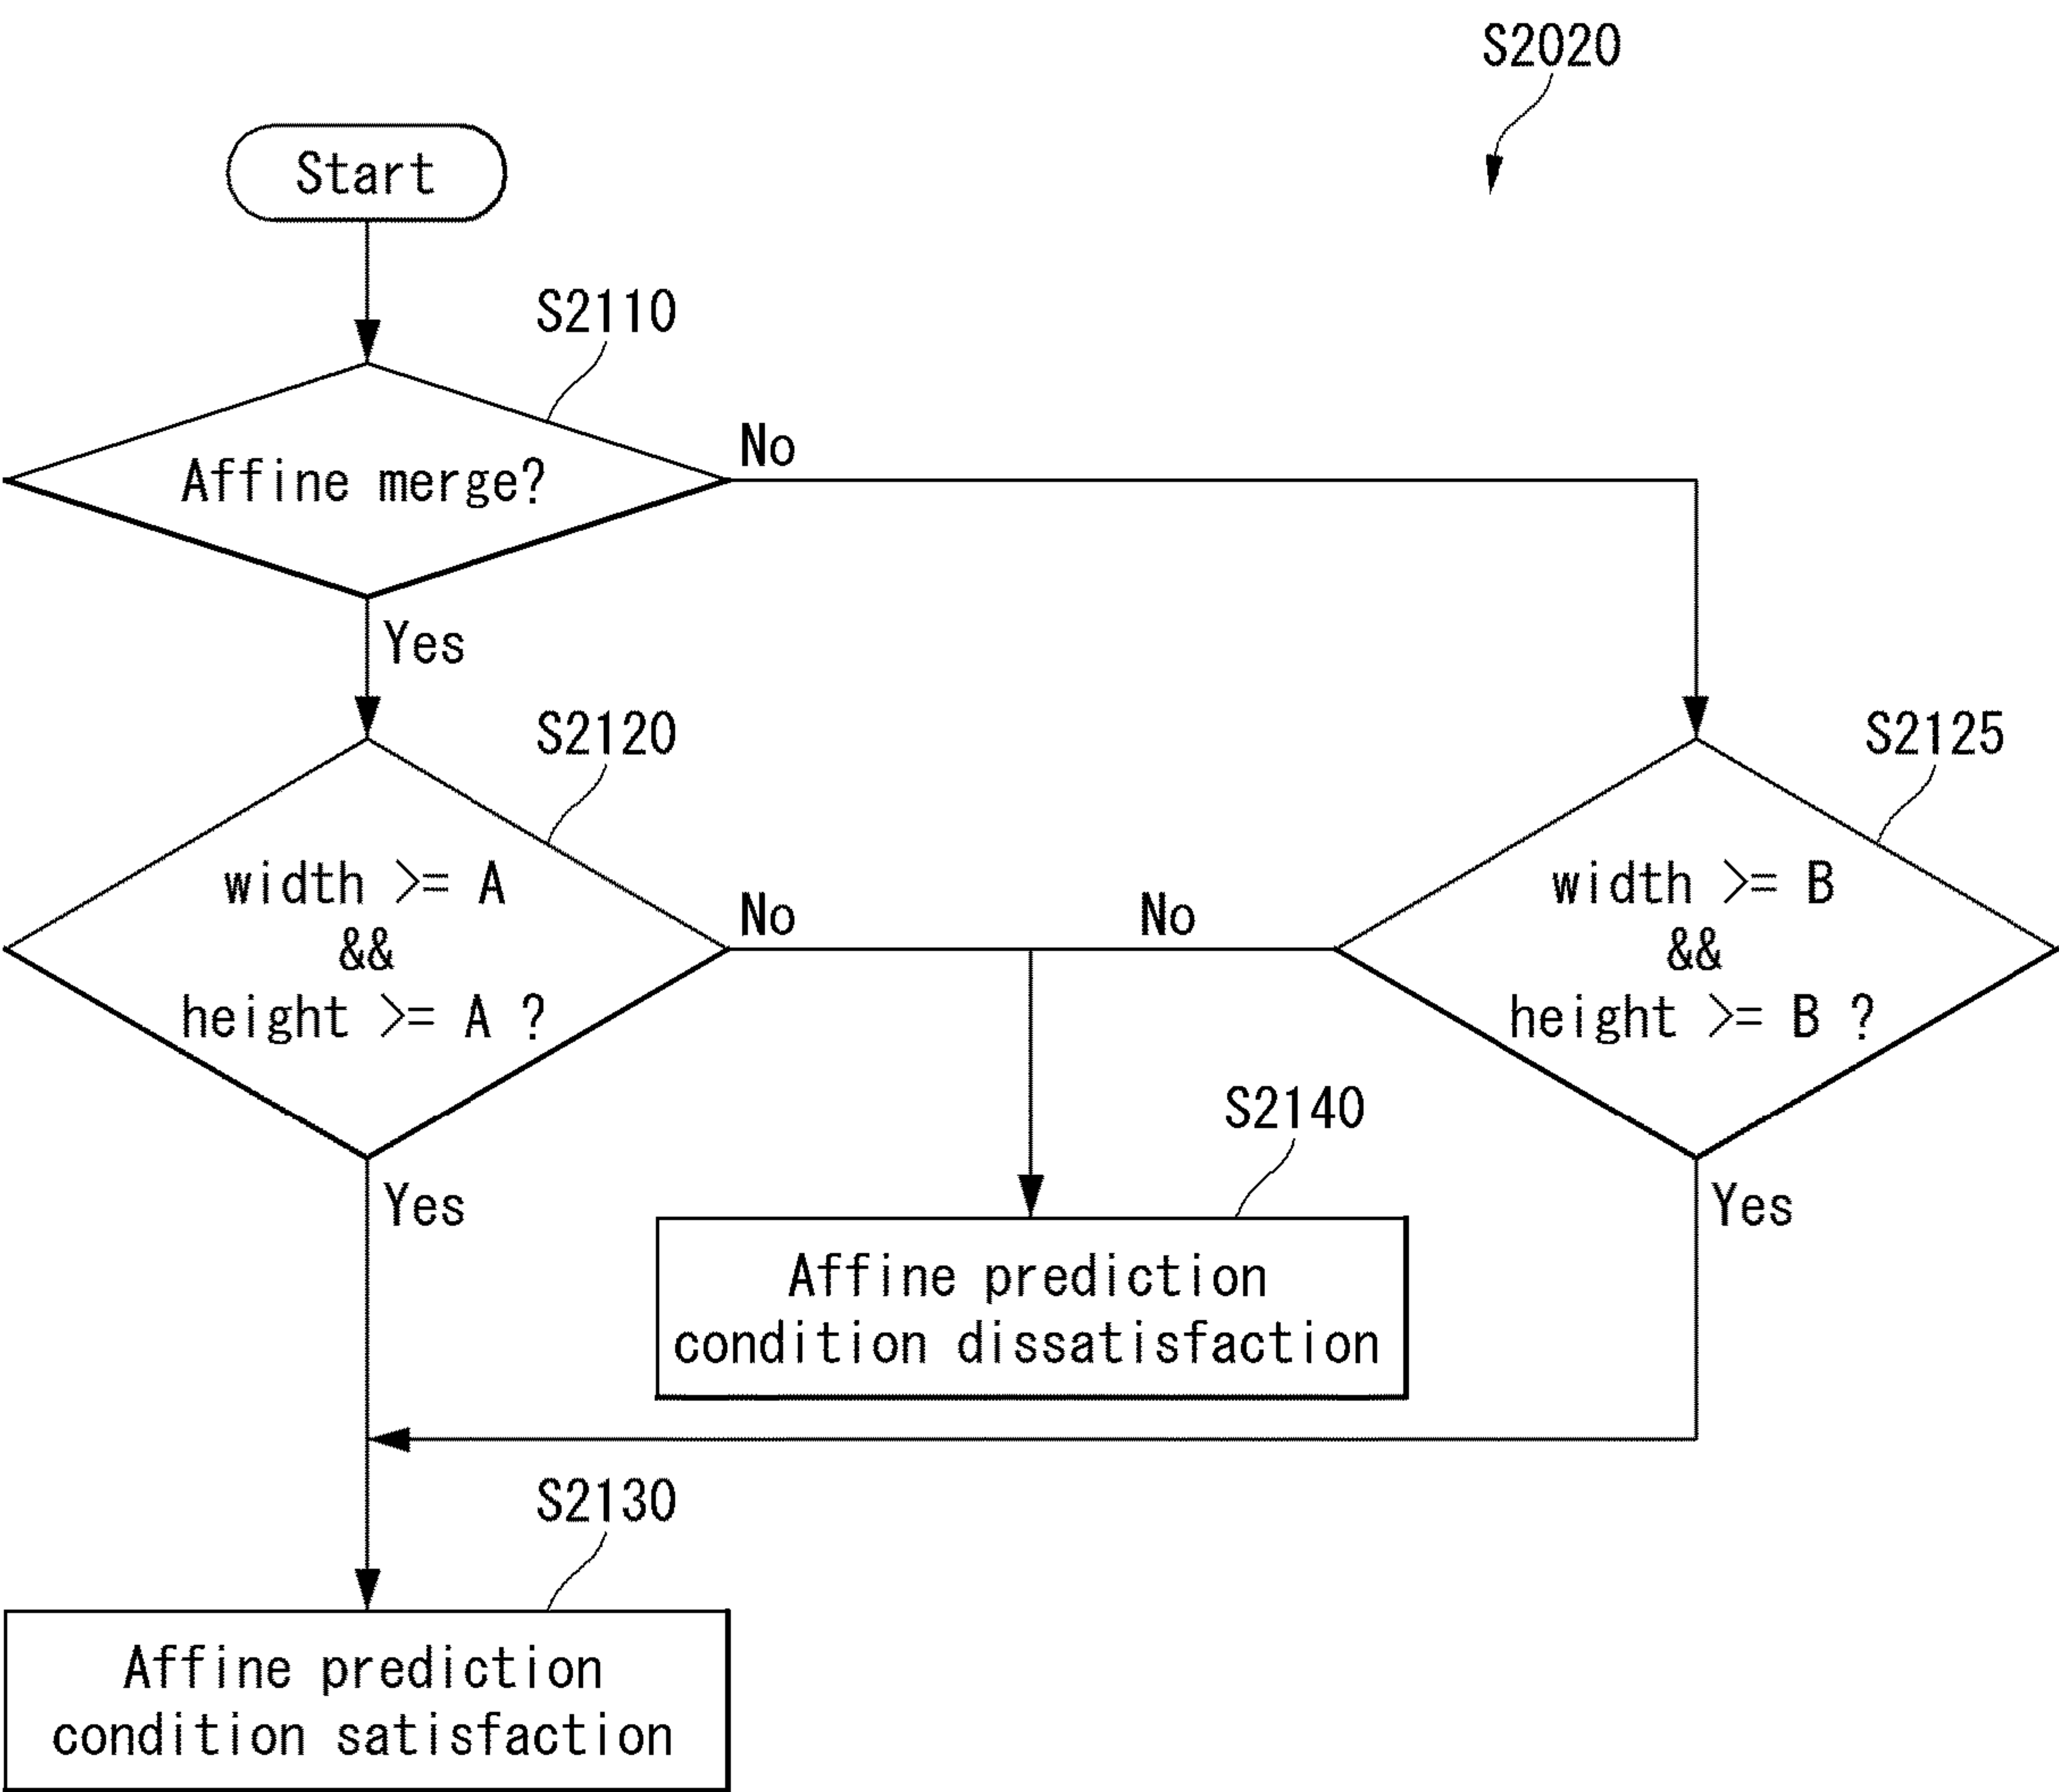 S2020
Start
S2110
Affine merge?
No
Yes
S2120
S2125
width >= A
&&
height >= A ?
No
No
width >= B
&&
height >= B ?
S2140
Yes
Yes
Affine prediction
condition dissatisfaction
S2130
Affine prediction
condition satisfaction